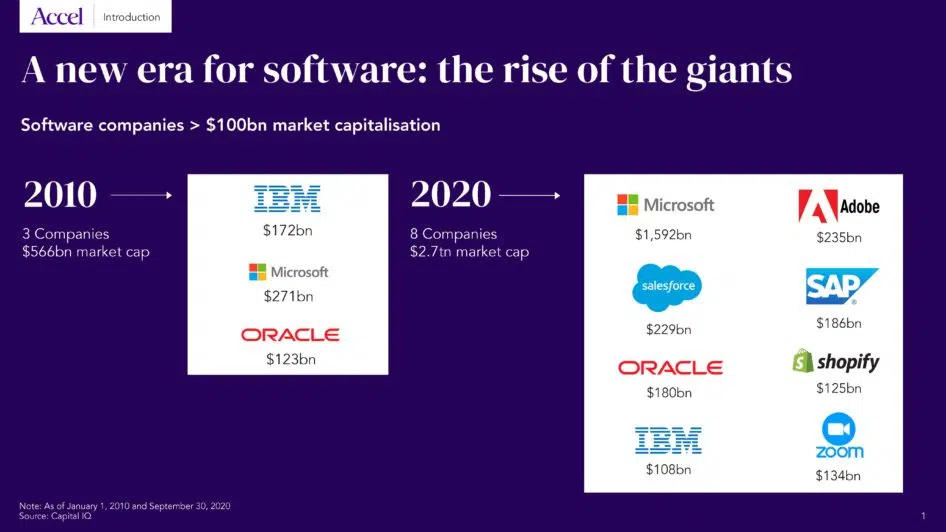 Accel
Introduction
A new era for software: the rise of the giants
Software companies > $100bn market capitalisation
2010
3 Companies
$566bn market cap
IBM
$172bn
Microsoft
$271bn
ORACLE
$123bn
2020
8 Companies
$2.7tn market cap
Microsoft
$1,592bn
Adobe
$235bn
salesforce
$229bn
SAP
$186bn
ORACLE
$180bn
shopify
$125bn
IBM
$108bn
zoom
$134bn
Note: As of January 1, 2010 and September 30, 2020
Source: Capital IQ
1